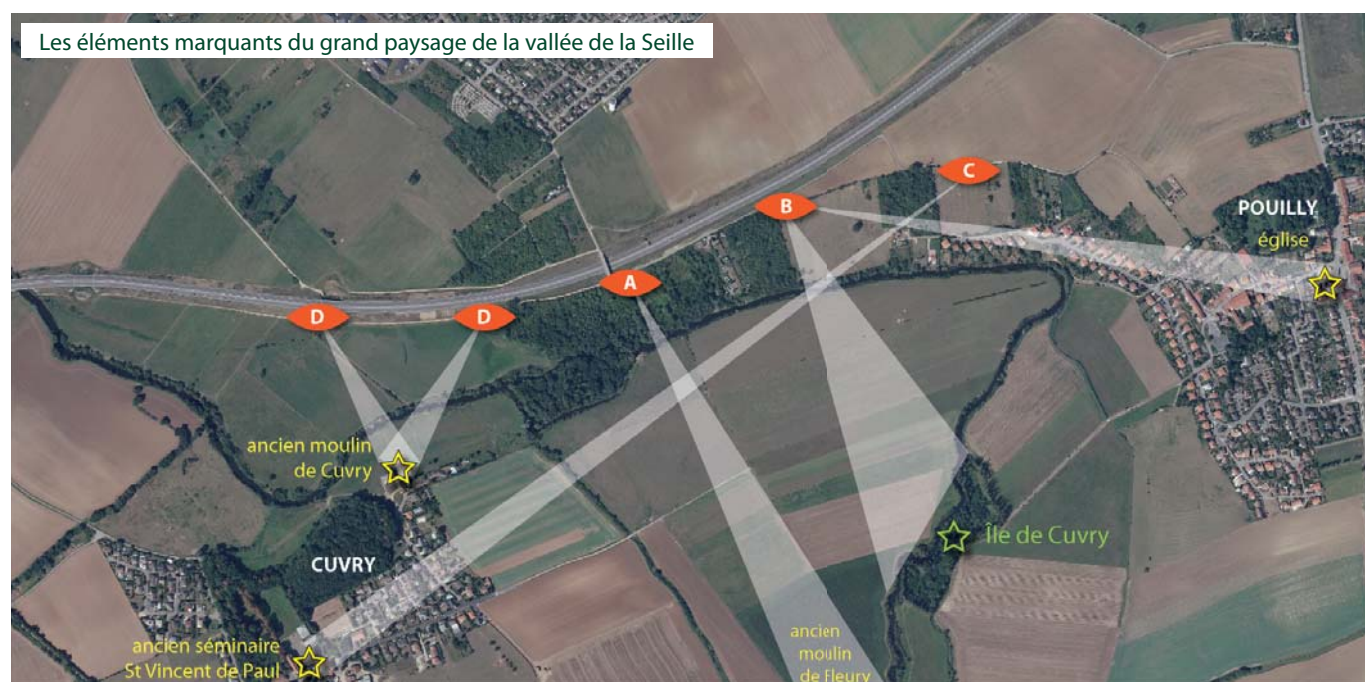 Les éléments marquants du grand paysage de la vallée de la Seille
C
B
POUILLY
église
A
D
D
ancien moulin
de Cuvry
Île de Cuvry
CUVRY
ancien séminaire
St Vincent de Paul
ancien
moulin
de Fleury